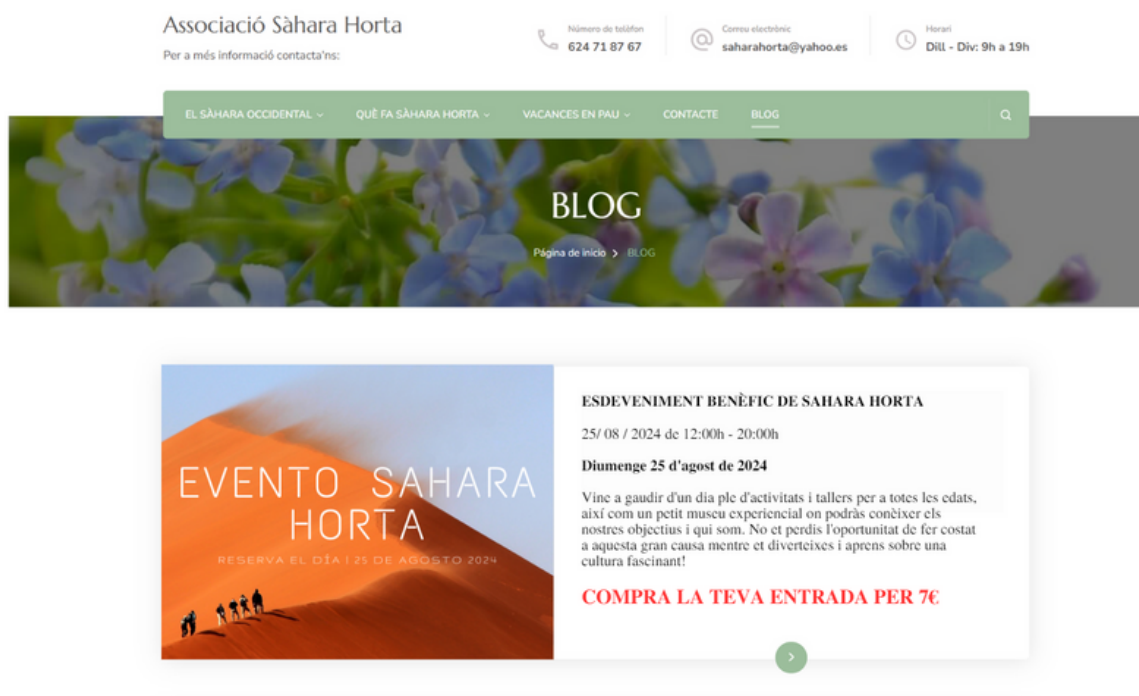 Associació Sàhara Horta
Per a més informació contacta'ns:
Número de telèfon
624 71 87 67
Correu electrònic
saharahorta@yahoo.es
Horari
Dill - Div: 9h a 19h
EL SÀHARA OCCIDENTAL
QUÈ FA SÀHARA HORTA
VACANCES EN PAU
CONTACTE
BLOG
BLOG
Página de inicio > BLOG
EVENTO SAHARA
HORTA
RESERVA EL DÍA | 25 DE AGOSTO 2024
ESDEVENIMENT BENÈFIC DE SAHARA HORTA
25/ 08 / 2024 de 12:00h - 20:00h
Diumenge 25 d'agost de 2024
Vine a gaudir d'un dia ple d'activitats i tallers per a totes les edats,
així com un petit museu experiencial on podràs conèixer els
nostres objectius i qui som. No et perdis l'oportunitat de fer costat
a aquesta gran causa mentre et diverteixes i aprens sobre una
cultura fascinant!
COMPRA LA TEVA ENTRADA PER 7€